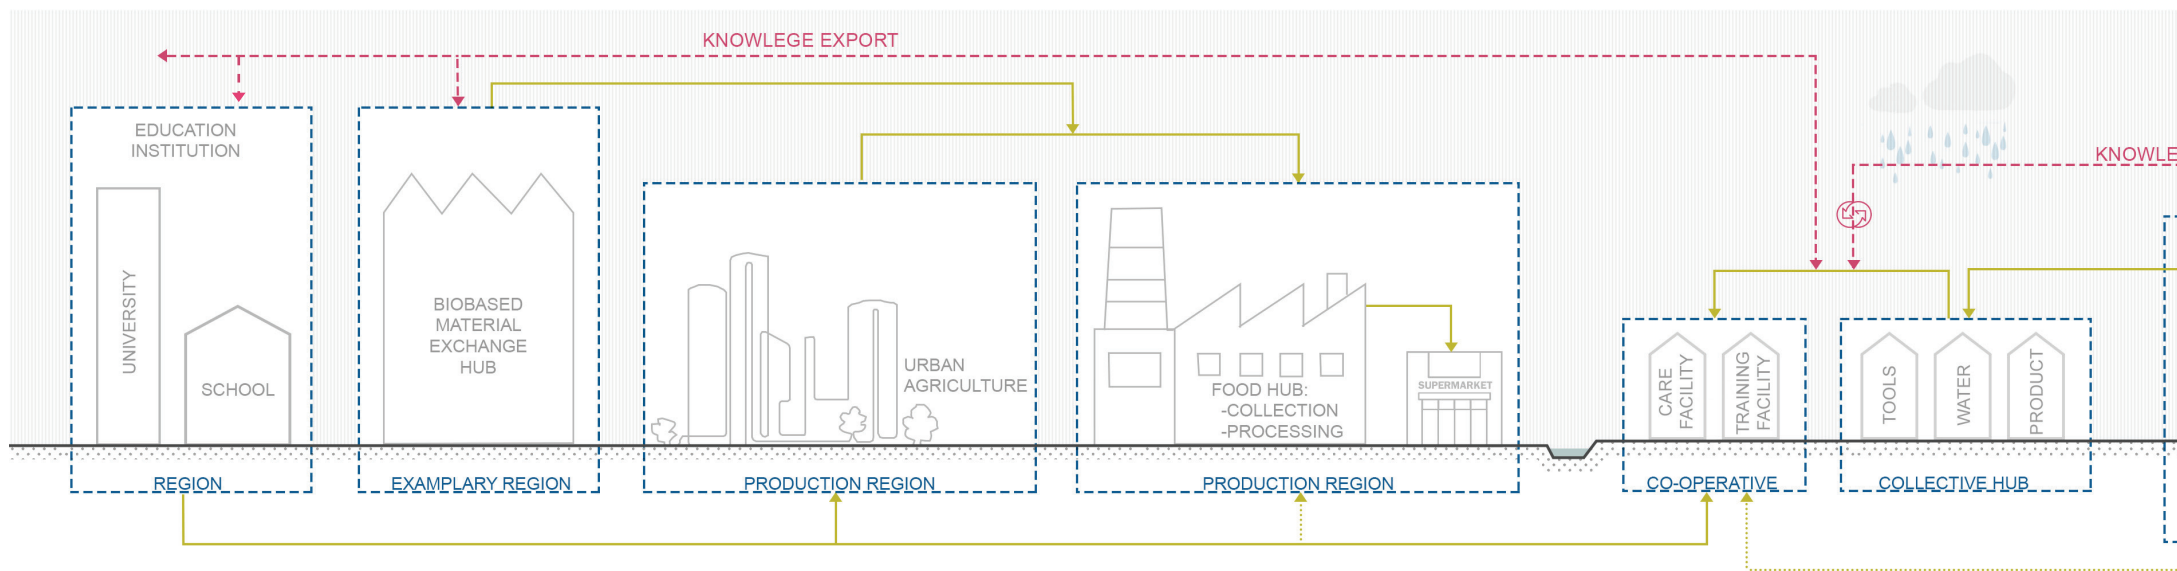 KNOWLEGE EXPORT
EDUCATION
INSTITUTION
UNIVERSITY
SCHOOL
REGION
BIOBASED
MATERIAL
EXCHANGE
HUB
EXAMPLARY REGION
URBAN
AGRICULTURE
PRODUCTION REGION
FOOD HUB:
-COLLECTION
-PROCESSING
SUPERMARKET
PRODUCTION REGION
CARE
FACILITY
TRAINING
FACILITY
CO-OPERATIVE
TOOLS
WATER
PRODUCT
COLLECTIVE HUB
KNOWLE